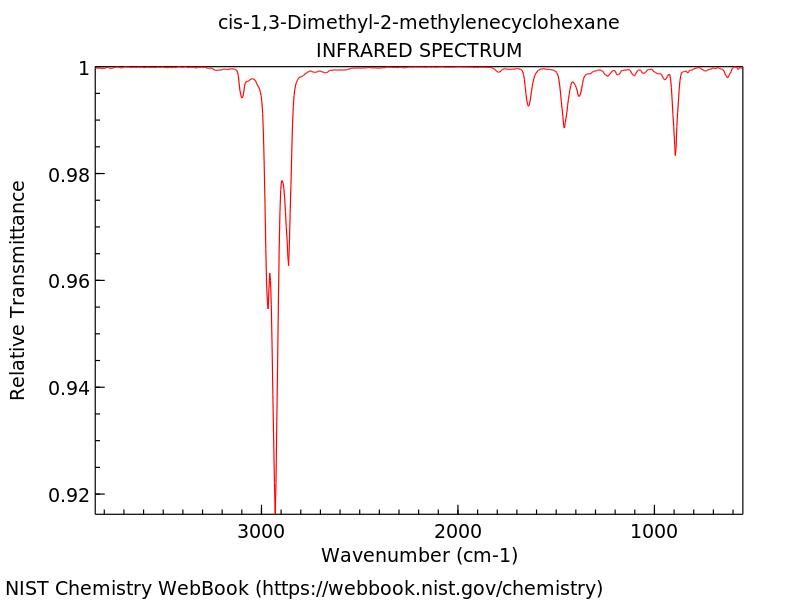 cis-1,3-Dimethyl-2-methylenecyclohexane
INFRARED SPECTRUM
1
0.98
0.96
0.94
0.92
Relative Transmittance
3000 2000 1000
Wavenumber (cm-1)
NIST Chemistry WebBook (https://webbook.nist.gov/chemistry)